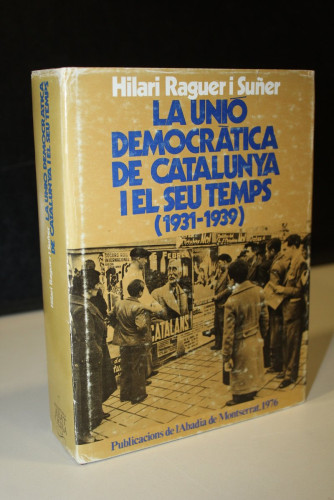 Hilari Raguer i Suñer
LA UNIÓ
DEMOCRÀTICA
DE CATALUNYA
I EL SEU TEMPS
(1931-1939)
CATALANS!
Publicacions de l'Abadia de Montserrat, 1976
LA UNIÓ DEMOCRÀTICA
DE CATALUNYA I EL SEU TEMPS